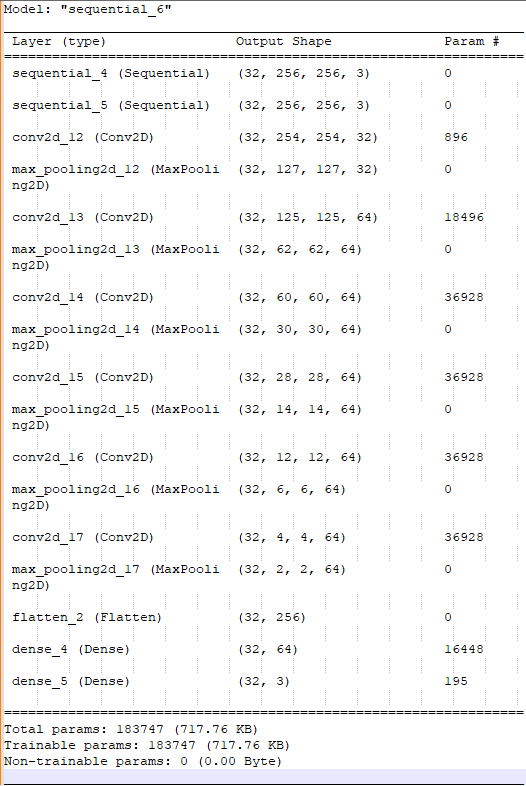 Model: "sequential_6"
Layer (type) Output Shape Param #
sequential_4 (Sequential) (32, 256, 256, 3) 0
sequential_5 (Sequential) (32, 256, 256, 3) 0
conv2d_12 (Conv2D) (32, 254, 254, 32) 896
max_pooling2d_12 (MaxPooli (32, 127, 127, 32) 0
ng2D)
conv2d_13 (Conv2D) (32, 125, 125, 64) 18496
max_pooling2d_13 (MaxPooli (32, 62, 62, 64) 0
ng2D)
conv2d_14 (Conv2D) (32, 60, 60, 64) 36928
max_pooling2d_14 (MaxPooli (32, 30, 30, 64) 0
ng2D)
conv2d_15 (Conv2D) (32, 28, 28, 64) 36928
max_pooling2d_15 (MaxPooli (32, 14, 14, 64) 0
ng2D)
conv2d_16 (Conv2D) (32, 12, 12, 64) 36928
max_pooling2d_16 (MaxPooli (32, 6, 6, 64) 0
ng2D)
conv2d_17 (Conv2D) (32, 4, 4, 64) 36928
max_pooling2d_17 (MaxPooli (32, 2, 2, 64) 0
ng2D)
flatten_2 (Flatten) (32, 256) 0
dense_4 (Dense) (32, 64) 16448
dense_5 (Dense) (32, 3) 195
Total params: 183747 (717.76 KB)
Trainable params: 183747 (717.76 KB)
Non-trainable params: 0 (0.00 Byte)